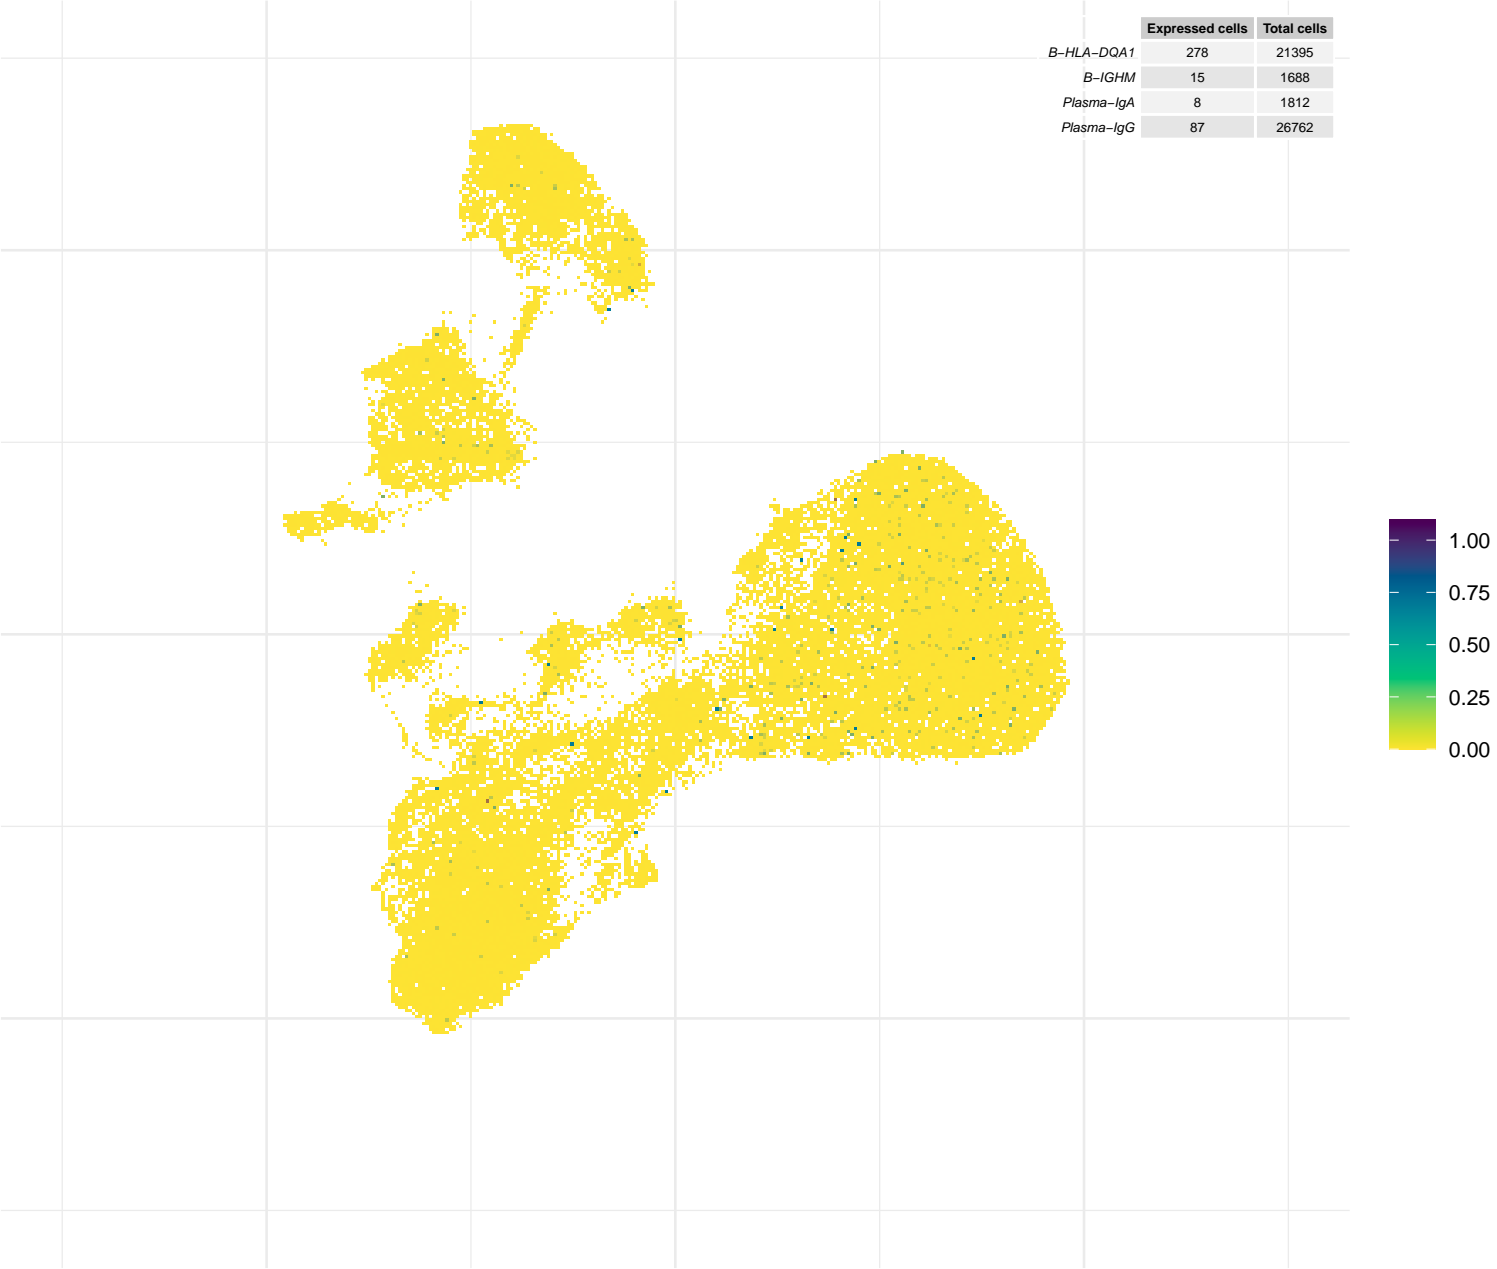 Expressed cells Total cells
B−HLA−DQA1 278 21395
B−IGHM 15 1688
Plasma−IgA 8 1812
Plasma−IgG 87 26762
1.00
0.75
0.50
0.25
0.00